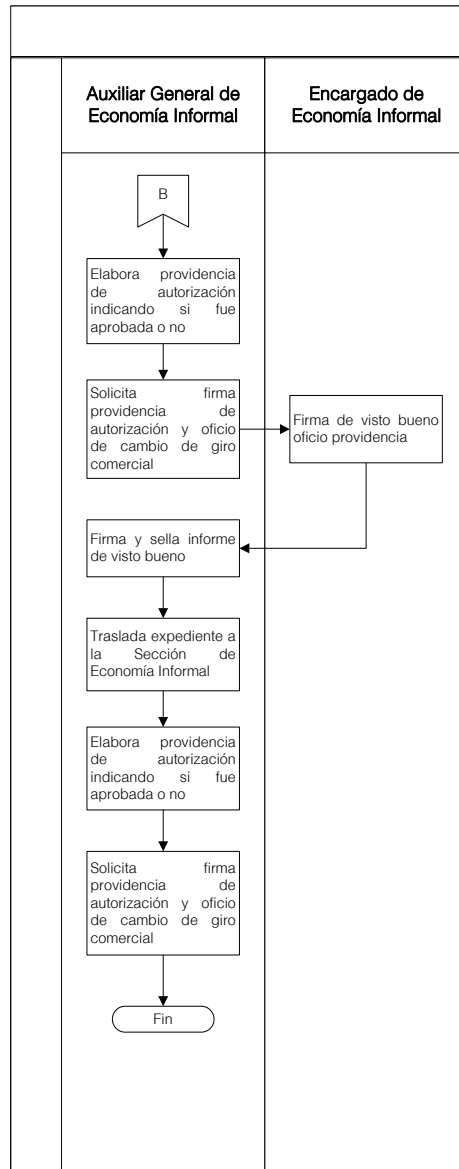 Auxiliar General de
Economía Informal
Encargado de
Economía Informal
B
Elabora providencia
de autorización
indicando si fue
aprobada o no
Solicita firma
providencia de
autorización y oficio
de cambio de giro
comercial
Firma de visto bueno
oficio providencia
Firma y sella informe
de visto bueno
Traslada expediente a
la Sección de
Economía Informal
Elabora providencia
de autorización
indicando si fue
aprobada o no
Solicita firma
providencia de
autorización y oficio
de cambio de giro
comercial
Fin